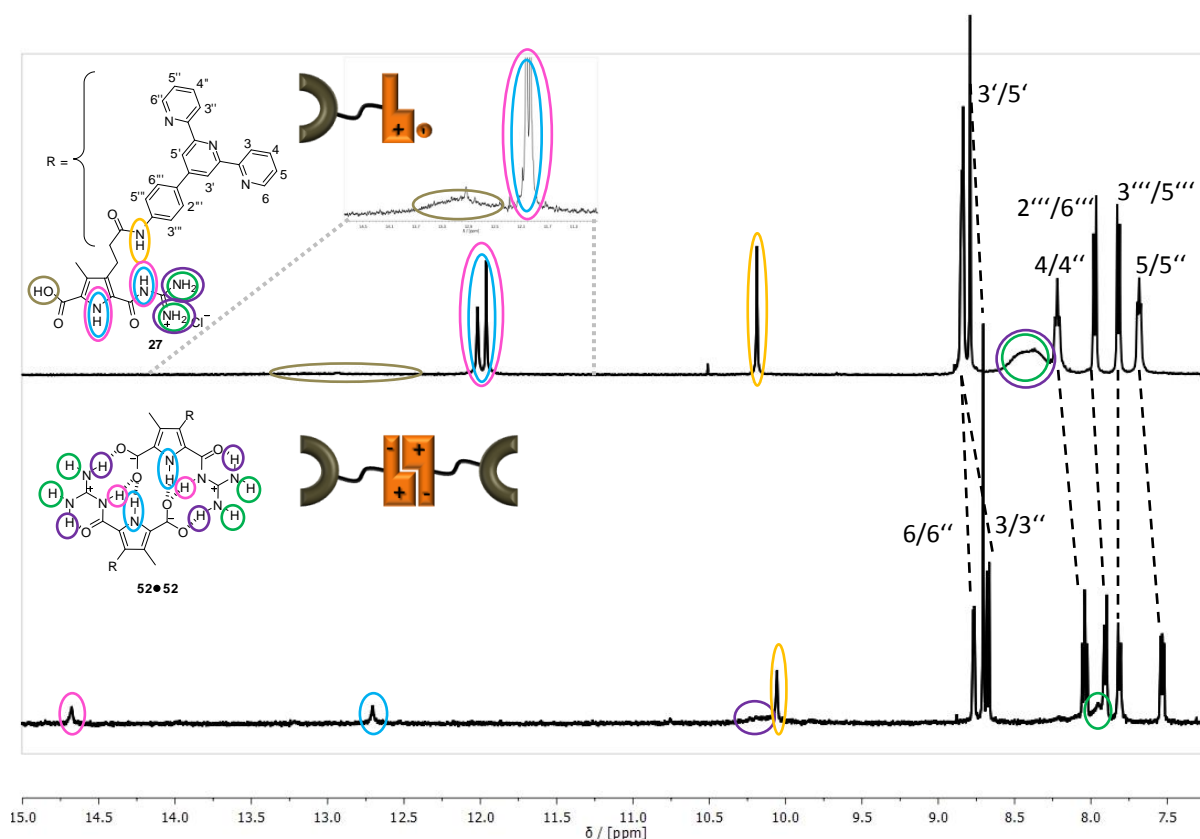 R =
5''
4''
6''
3''
N
N
N
5'
3'
3
4
5
6
6'''
5'''
2'''
3'''
O
N
H
HO
O
N
H
O
H
N
NH2
NH2
+
Cl−
27
+
-
3‘/5‘
2‘‘‘/6‘‘‘
3‘‘‘/5‘‘‘
4/4‘‘
5/5‘‘
R
O
O
O
H
H
H
H
N
N
+
N
H
N
H
O
N
H
N
H
O
O
N
N
+
H
H
H
H
O
R
52●52
-
+
+
-
6/6‘‘
3/3‘‘
15.0 14.5 14.0 13.5 13.0 12.5 12.0 11.5 11.0 10.5 10.0 9.5 9.0 8.5 8.0 7.5
δ / [ppm]